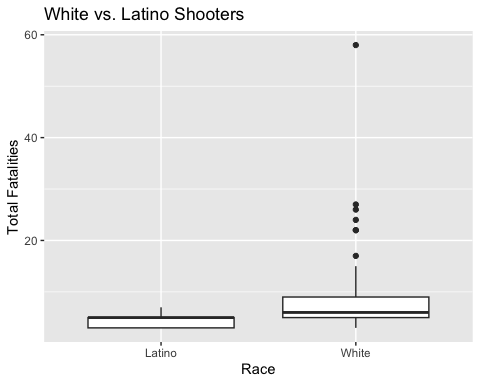 White vs. Latino Shooters
60
40
20
Total Fatalities
Latino
White
Race